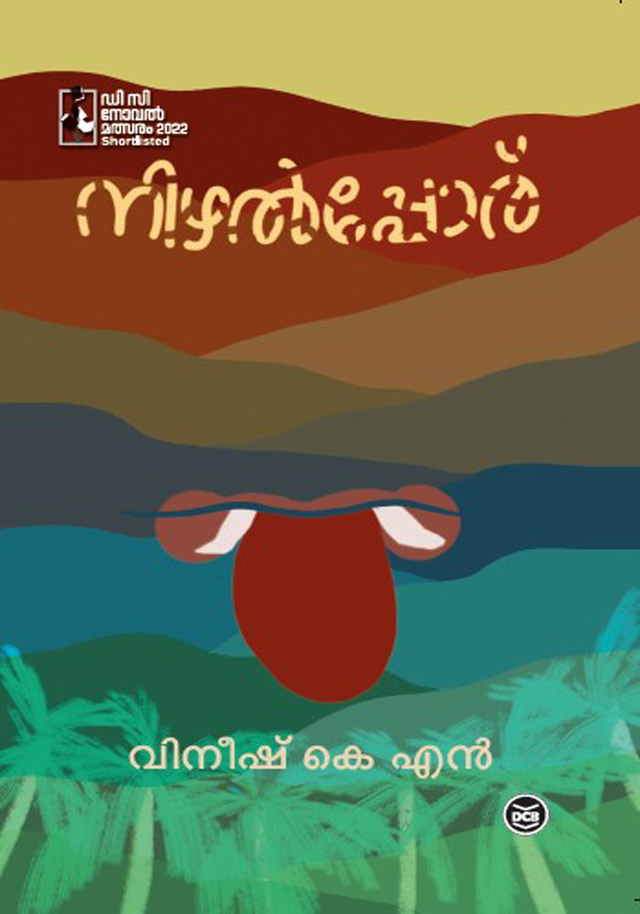 ഡി സി
നോവൽ
മത്സരം 2022
Shortlisted
നിഴൽപ്പോര്
വിനീഷ് കെ എൻ
DCB